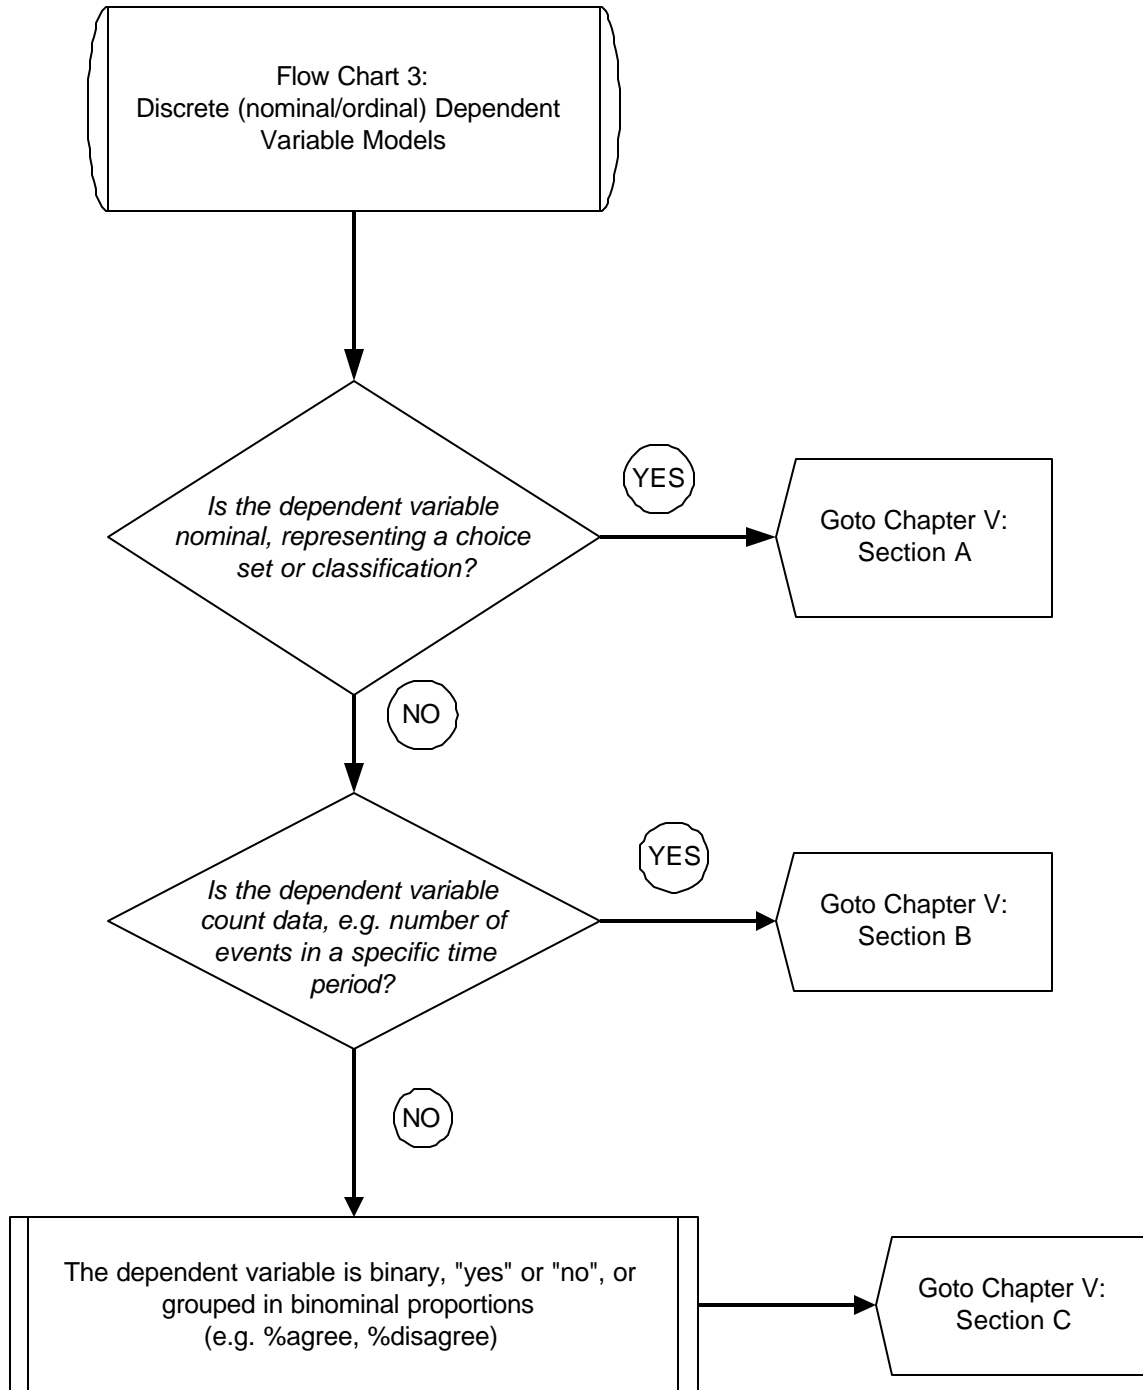 Flow Chart 3:
Discrete (nominal/ordinal) Dependent
Variable Models
Is the dependent variable
nominal, representing a choice
set or classification?
YES
Goto Chapter V:
Section A
NO
Is the dependent variable
count data, e.g. number of
events in a specific time
period?
YES
Goto Chapter V:
Section B
NO
The dependent variable is binary, "yes" or "no", or
grouped in binominal proportions
(e.g. %agree, %disagree)
Goto Chapter V:
Section C